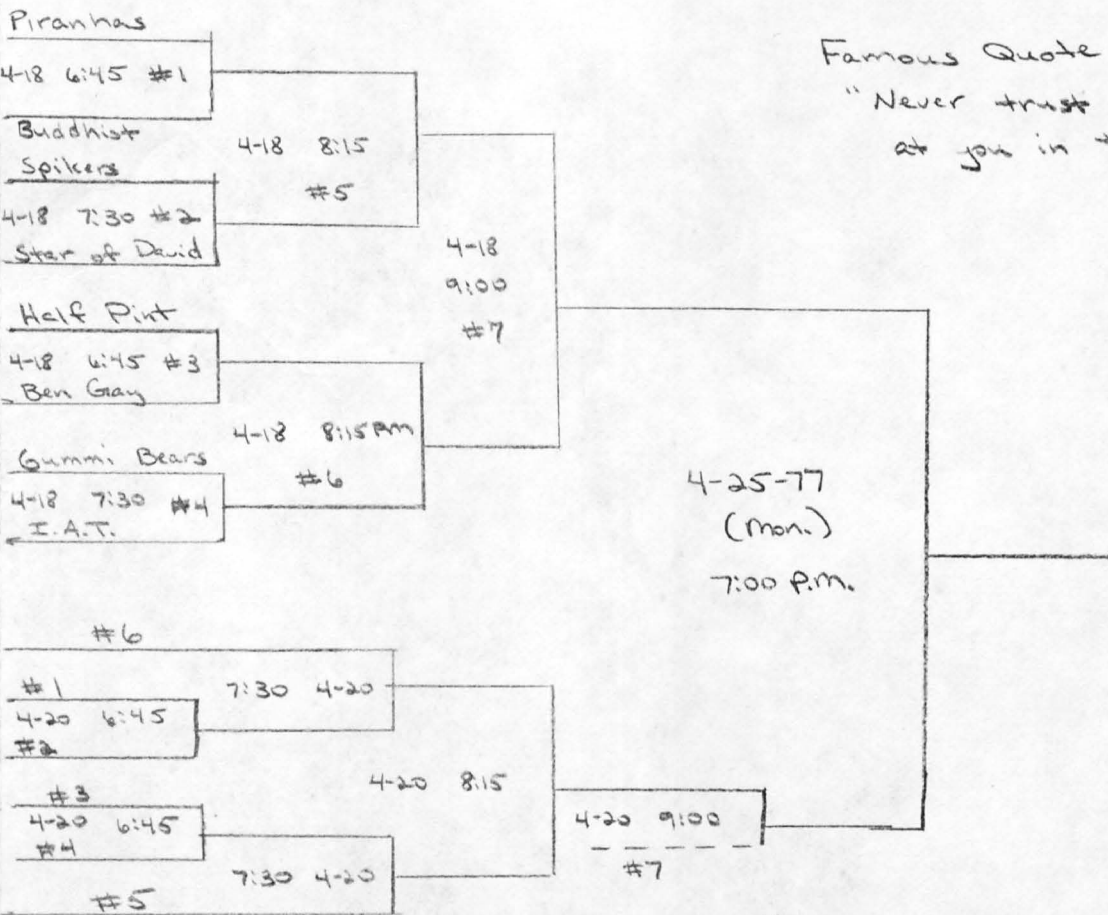 Piranhas
4-18 6:45 #1
Buddhist
Spikers
4-18 7:30 #2
Star of David
4-18 8:15
#5
Half Pint
4-18 6:45 #3
Ben Gay
Gummi Bears
4-18 7:30 #4
I.A.T.
4-18 8:15 PM
#6
4-18
9:00
#7
Famous Quote
"Never trust
at you in
4-25-77
(Mon.)
7:00 P.M.
#6
#1
4-20 6:45
#2
7:30 4-20
#3
4-20 6:45
#4
7:30 4-20
#5
4-20 8:15
4-20 9:00
#7